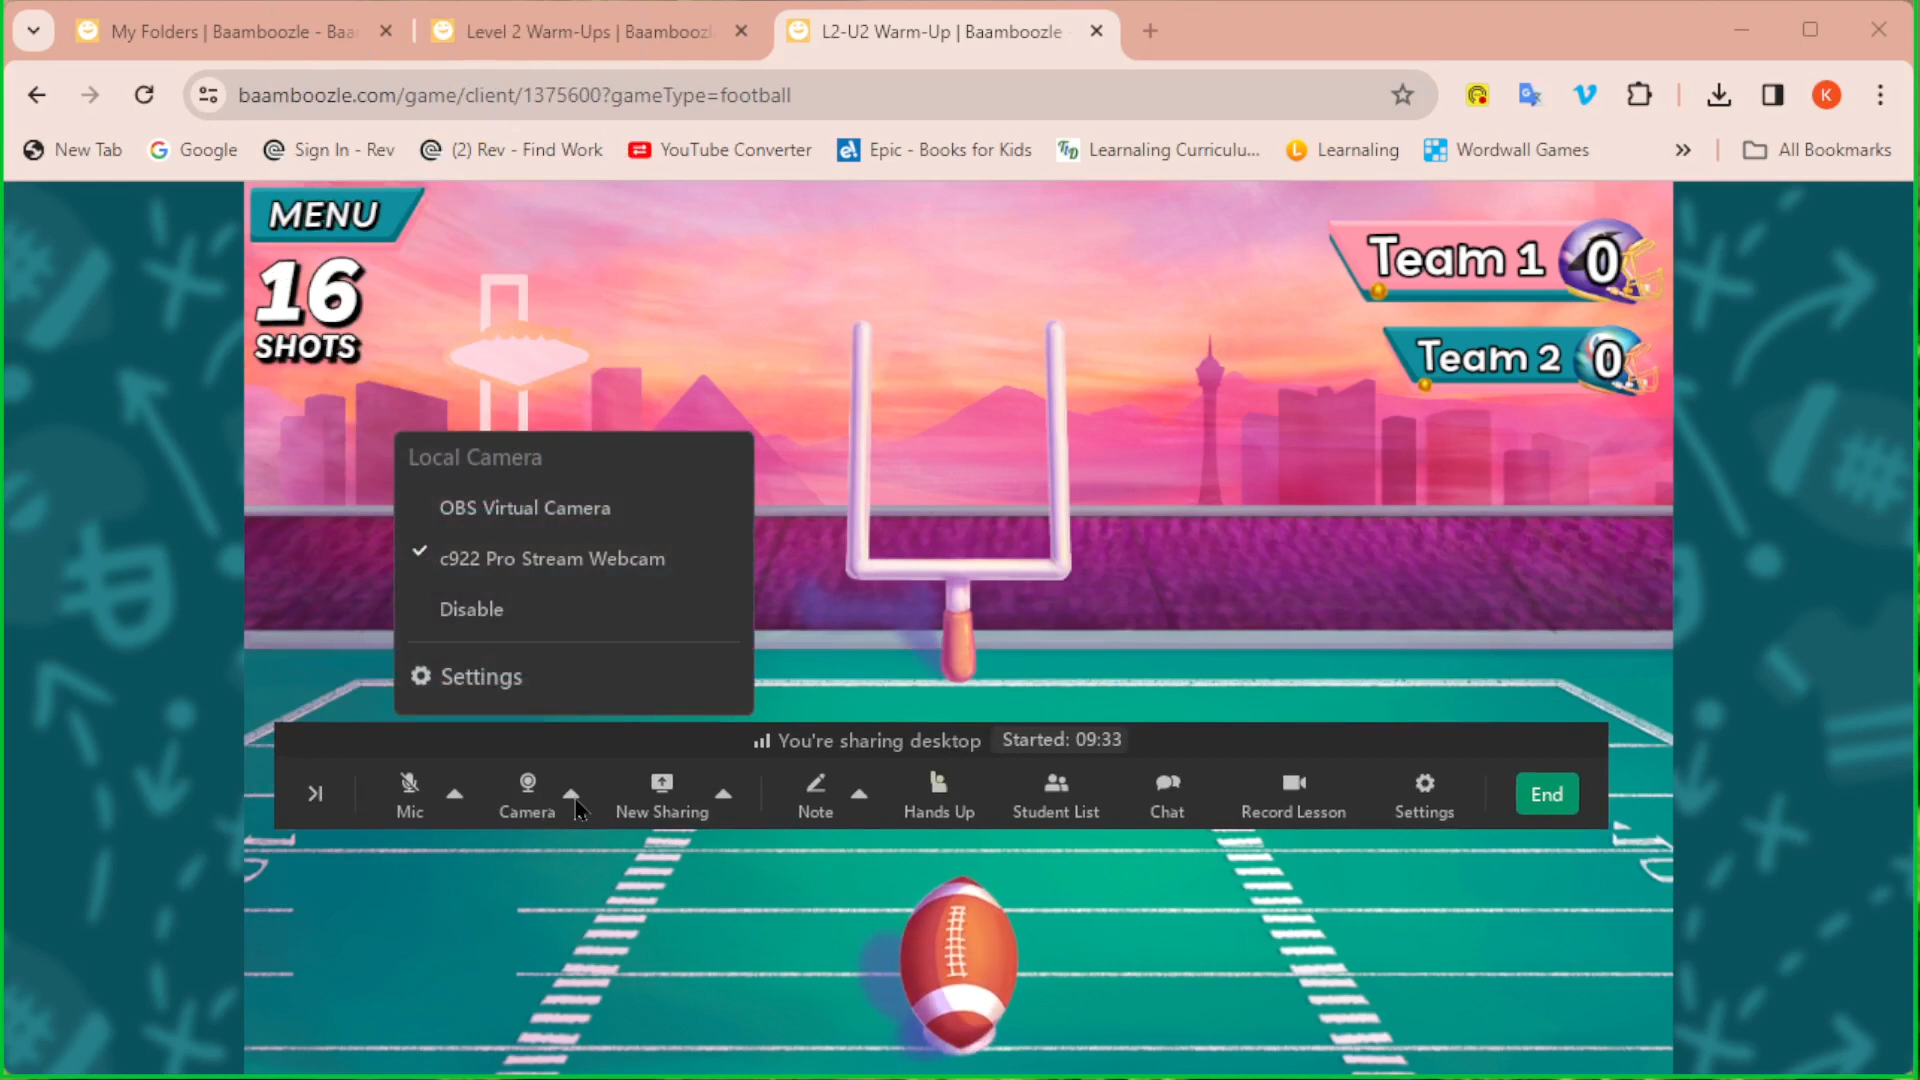 My Folders | Baamboozle - Baa
Level 2 Warm-Ups | Baamboozl
L2-U2 Warm-Up | Baamboozle
baamboozle.com/game/client/1375600?gameType=football
K
New Tab
Google
Sign In - Rev
(2) Rev - Find Work
YouTube Converter
Epic - Books for Kids
Learnaling Curriculu...
Learnaling
Wordwall Games
All Bookmarks
MENU
16
SHOTS
Team 1 0
Team 2 0
Local Camera
OBS Virtual Camera
c922 Pro Stream Webcam
Disable
Settings
You're sharing desktop Started: 09:33
Mic
Camera
New Sharing
Note
Hands Up
Student List
Chat
Record Lesson
Settings
End